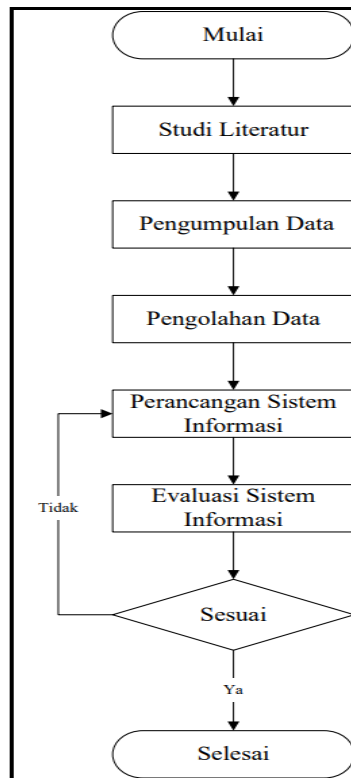 Mulai
Studi Literatur
Pengumpulan Data
Pengolahan Data
Perancangan Sistem
Informasi
Evaluasi Sistem
Informasi
Tidak
Sesuai
Ya
Selesai